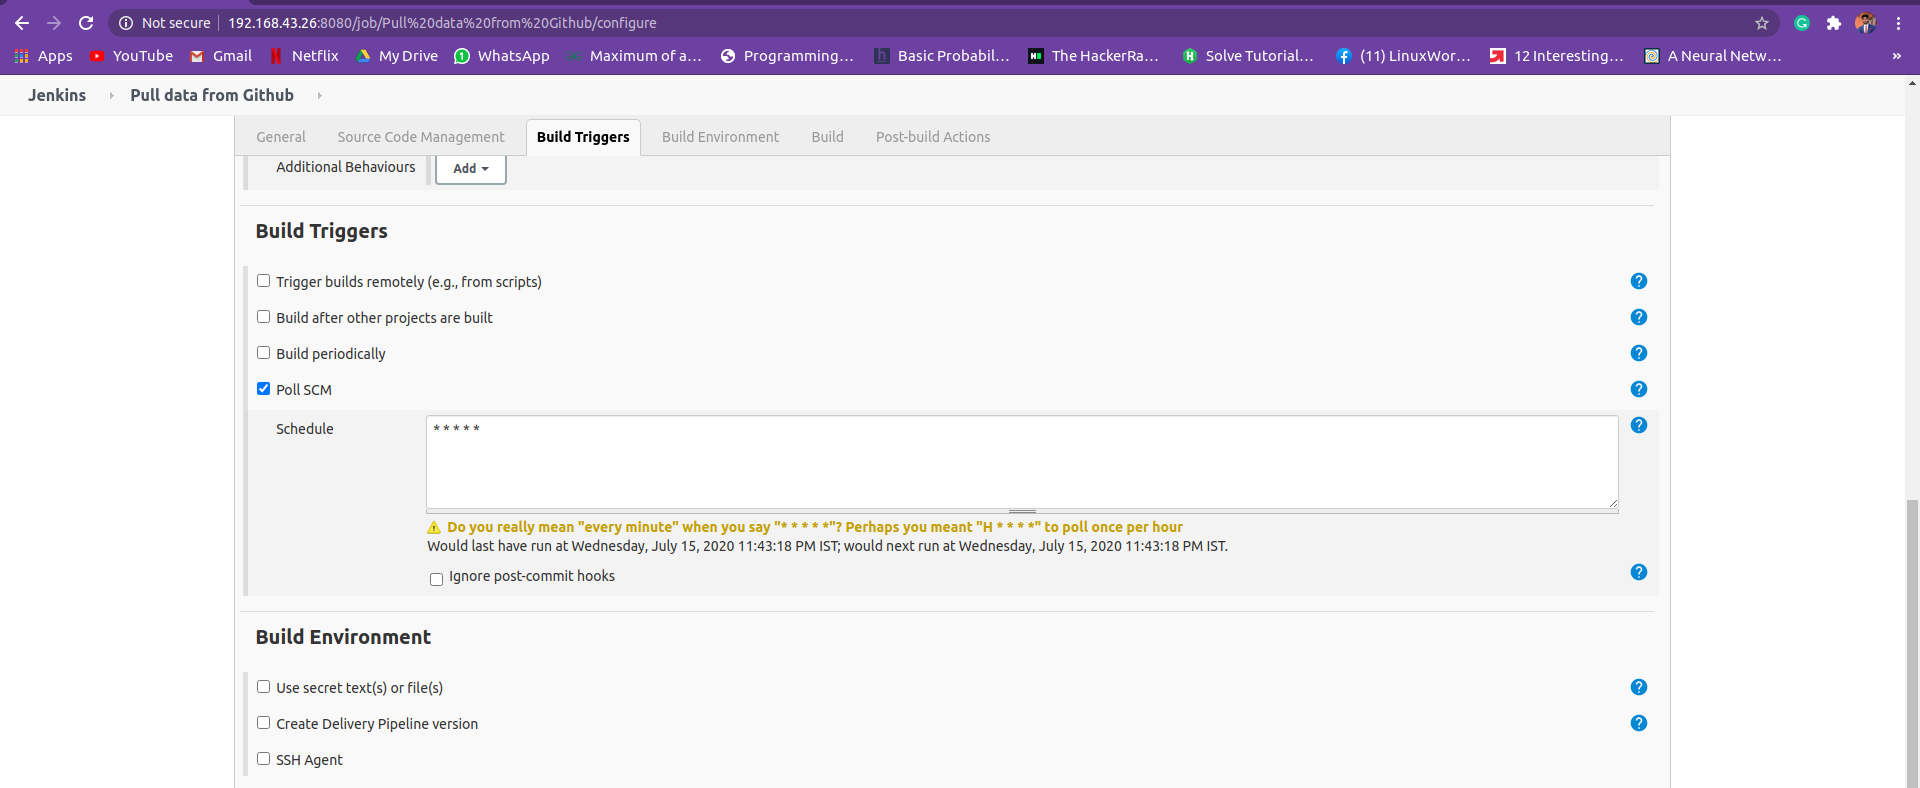 Not secure 192.168.43.26:8080/job/Pull%20data%20from%20Github/configure
Apps YouTube Gmail Netflix My Drive WhatsApp Maximum of a... Programming... Basic Probabil... The HackerRa... Solve Tutorial... (11) LinuxWor... 12 Interesting... A Neural Netw... »
Jenkins Pull data from Github
General Source Code Management Build Triggers Build Environment Build Post-build Actions
Additional Behaviours Add
Build Triggers
Trigger builds remotely (e.g., from scripts) ?
Build after other projects are built ?
Build periodically ?
Poll SCM ?
Schedule * * * * * ?
Do you really mean "every minute" when you say "* * * * *"? Perhaps you meant "H * * * *" to poll once per hour
Would last have run at Wednesday, July 15, 2020 11:43:18 PM IST; would next run at Wednesday, July 15, 2020 11:43:18 PM IST.
Ignore post-commit hooks ?
Build Environment
Use secret text(s) or file(s) ?
Create Delivery Pipeline version ?
SSH Agent